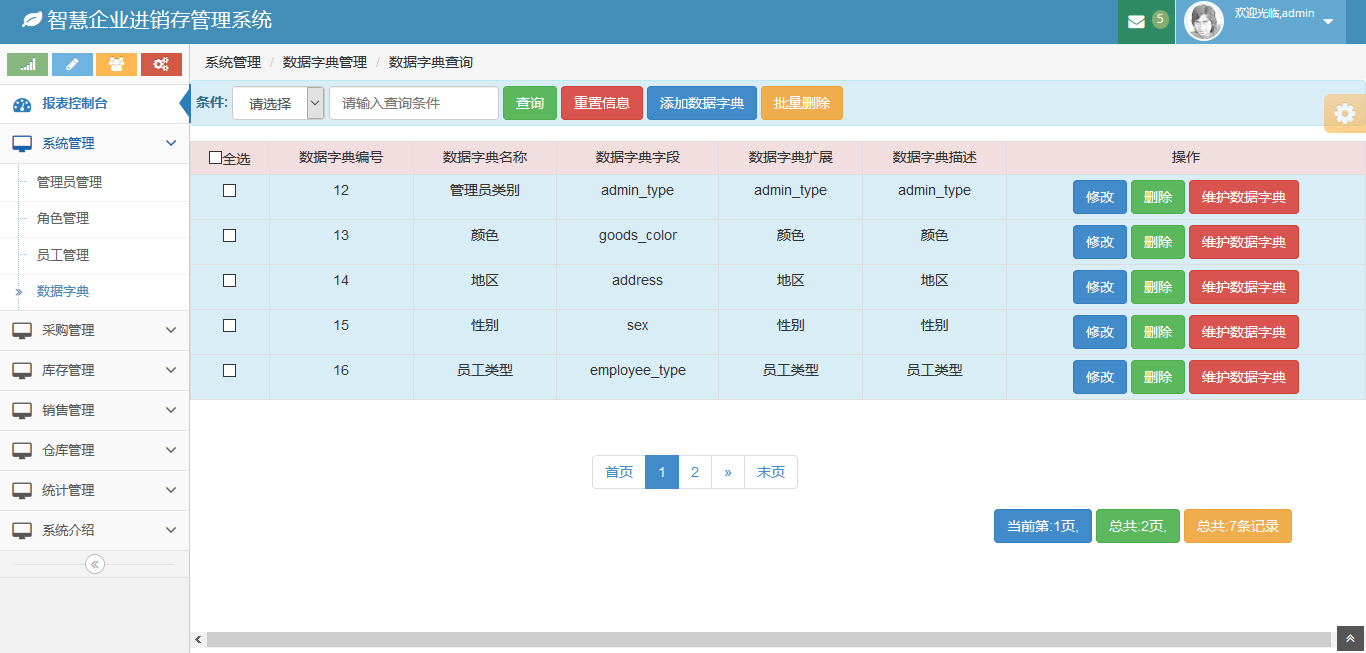 智慧企业进销存管理系统
5
欢迎光临,admin
报表控制台
系统管理
管理员管理
角色管理
员工管理
数据字典
采购管理
库存管理
销售管理
仓库管理
统计管理
系统介绍
系统管理 / 数据字典管理 / 数据字典查询
条件: 请选择 请输入查询条件 查询 重置信息 添加数据字典 批量删除
全选 数据字典编号 数据字典名称 数据字典字段 数据字典扩展 数据字典描述 操作
12 管理员类别 admin_type admin_type admin_type 修改 删除 维护数据字典
13 颜色 goods_color 颜色 颜色 修改 删除 维护数据字典
14 地区 address 地区 地区 修改 删除 维护数据字典
15 性别 sex 性别 性别 修改 删除 维护数据字典
16 员工类型 employee_type 员工类型 员工类型 修改 删除 维护数据字典
首页 1 2 » 末页
当前第:1页, 总共:2页, 总共:7条记录